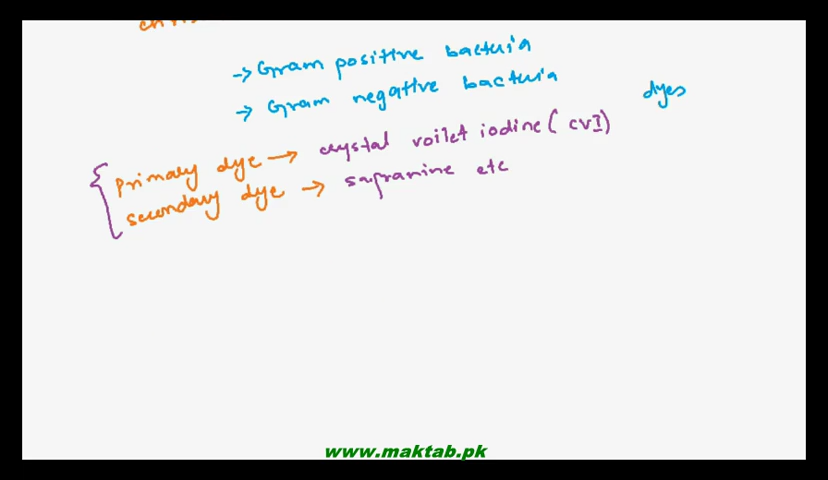 → Gram positive bacteria
→ Gram negative bacteria
dyes
primary dye → crystal voilet iodine ( CVI )
secondary dye → safranine etc
www.maktab.pk